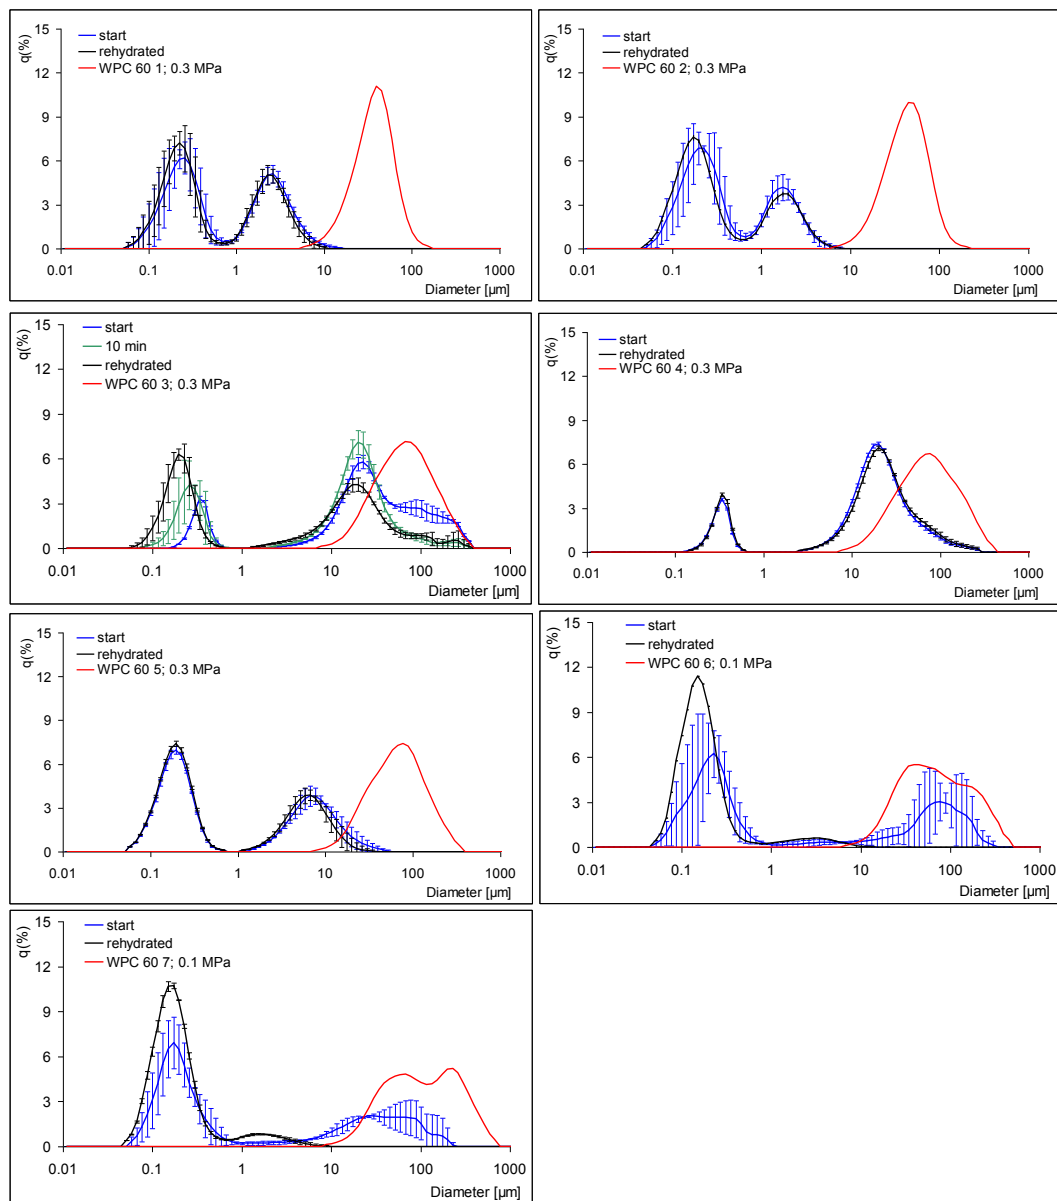 q(%)
15
12
9
6
3
0
start
rehydrated
WPC 60 1; 0.3 MPa
0.01 0.1 1 10 100 1000
Diameter [µm]
q(%)
15
12
9
6
3
0
start
rehydrated
WPC 60 2; 0.3 MPa
0.01 0.1 1 10 100 1000
Diameter [µm]
q(%)
15
12
9
6
3
0
start
10 min
rehydrated
WPC 60 3; 0.3 MPa
0.01 0.1 1 10 100 1000
Diameter [µm]
q(%)
15
12
9
6
3
0
start
rehydrated
WPC 60 4; 0.3 MPa
0.01 0.1 1 10 100 1000
Diameter [µm]
q(%)
15
12
9
6
3
0
start
rehydrated
WPC 60 5; 0.3 MPa
0.01 0.1 1 10 100 1000
Diameter [µm]
q(%)
15
12
9
6
3
0
start
rehydrated
WPC 60 6; 0.1 MPa
0.01 0.1 1 10 100 1000
Diameter [µm]
q(%)
15
12
9
6
3
0
start
rehydrated
WPC 60 7; 0.1 MPa
0.01 0.1 1 10 100 1000
Diameter [µm]